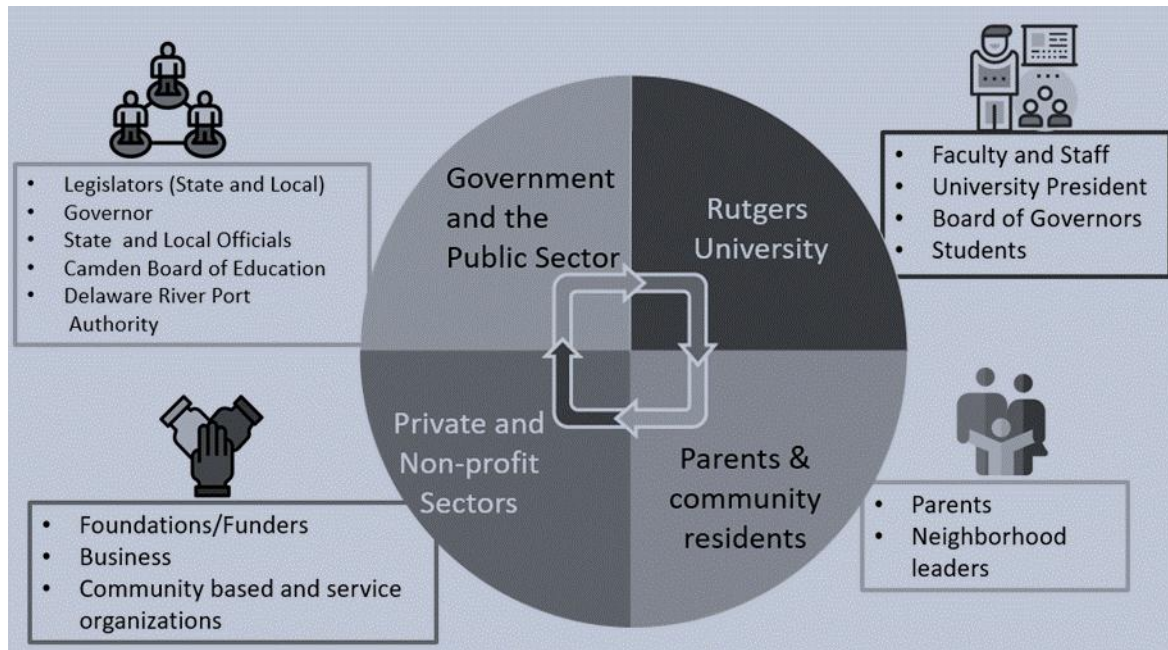 Government
and the
Public Sector
Rutgers
University
Private and
Non-profit
Sectors
Parents &
community
residents
• Legislators (State and Local)
• Governor
• State and Local Officials
• Camden Board of Education
• Delaware River Port
Authority
• Faculty and Staff
• University President
• Board of Governors
• Students
• Foundations/Funders
• Business
• Community based and service
organizations
• Parents
• Neighborhood
leaders